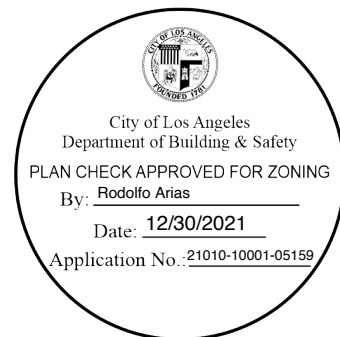 CITY OF LOS ANGELES
FOUNDED 1781
City of Los Angeles
Department of Building & Safety
PLAN CHECK APPROVED FOR ZONING
By: Rodolfo Arias
Date: 12/30/2021
Application No.: 21010-10001-05159